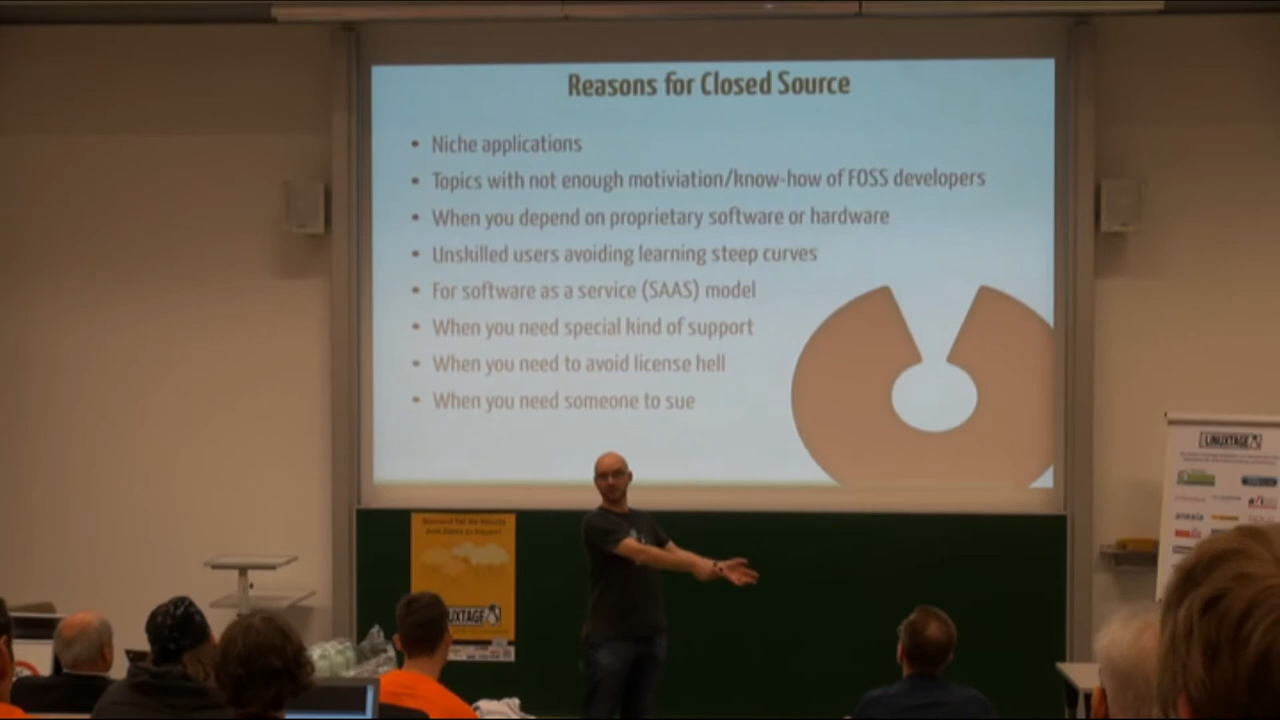 Reasons for Closed Source
• Niche applications
• Topics with not enough motiviation/know-how of FOSS developers
• When you depend on proprietary software or hardware
• Unskilled users avoiding learning steep curves
• For software as a service (SAAS) model
• When you need special kind of support
• When you need to avoid license hell
• When you need someone to sue
LINUXTAGE
UXTAGE
anexia